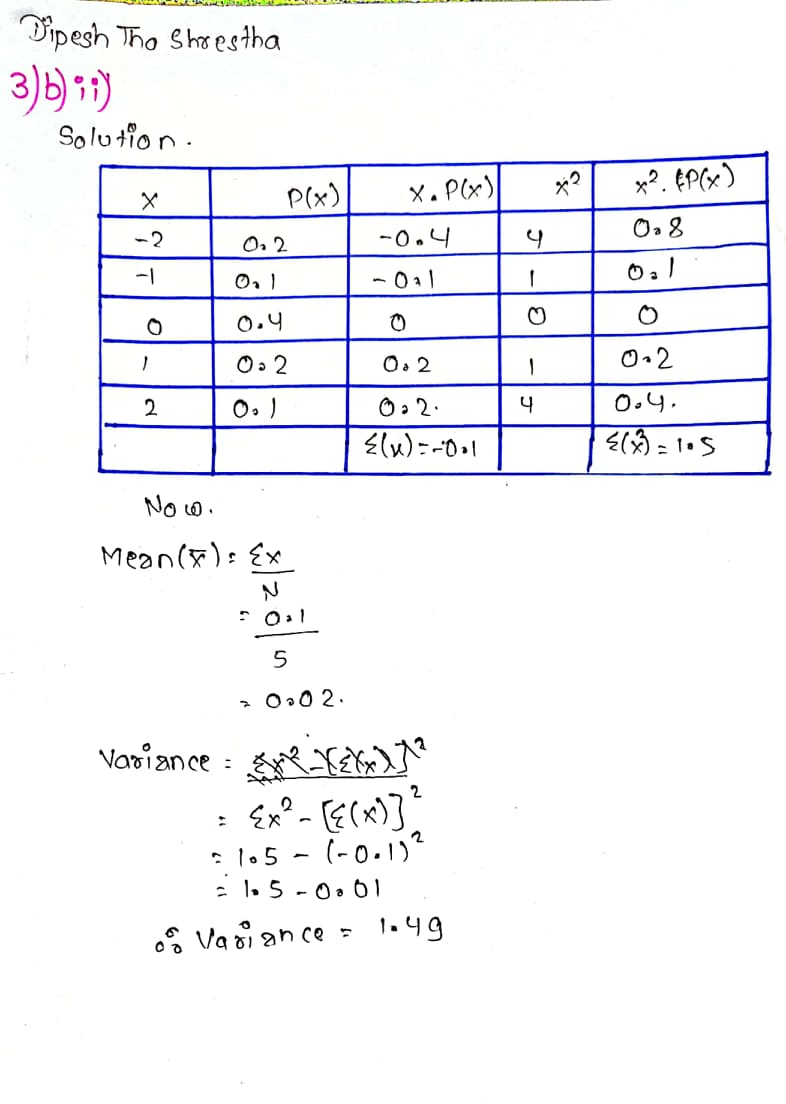 Dipesh Tha Shrestha
3)b)ii)
Solution.
x P(x) x.P(x) x² x².P(x)
-2 0.2 -0.4 4 0.8
-1 0.1 -0.1 1 0.1
0 0.4 0 0 0
1 0.2 0.2 1 0.2
2 0.1 0.2. 4 0.4.
Σ(x)=-0.1 Σ(x²)=1.5
Now.
Mean(x̄) = Σx
N
= 0.1
5
= 0.02.
Variance =
= Σx² - [Σ(x)]²
= 1.5 - (-0.1)²
= 1.5 - 0.01
∴ Variance = 1.49